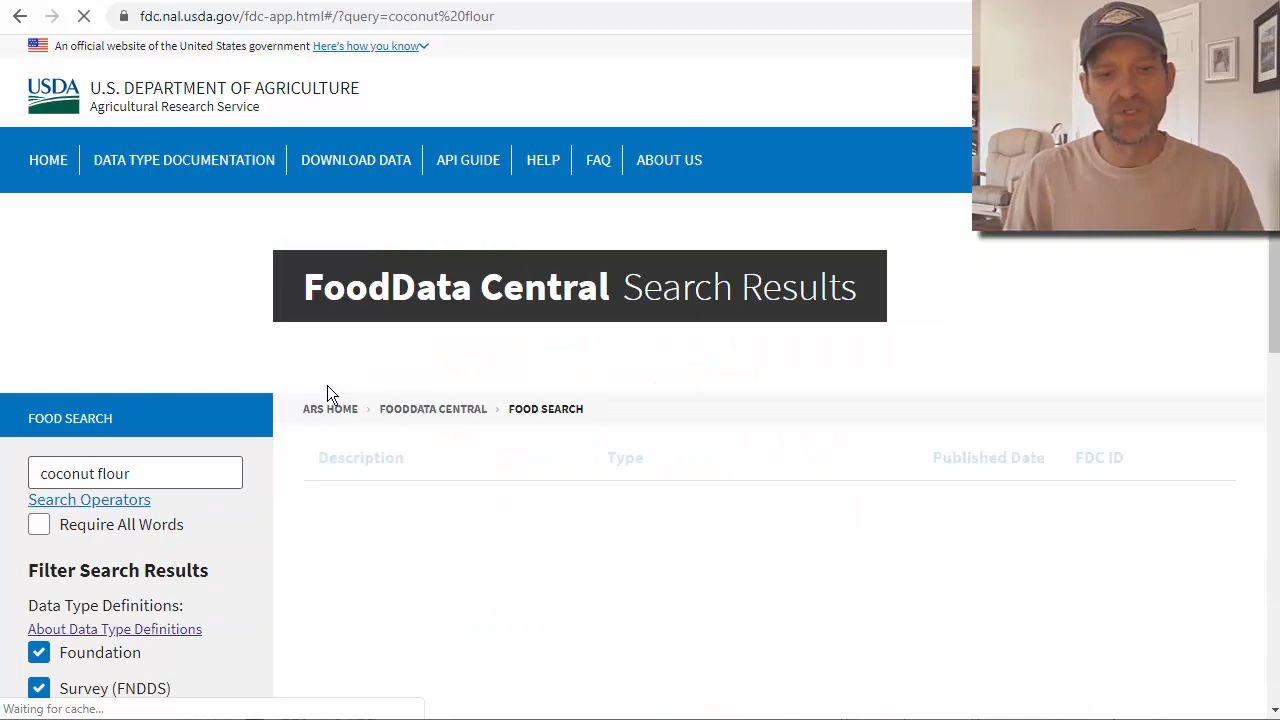 fdc.nal.usda.gov/fdc-app.html#/?query=coconut%20flour
An official website of the United States government Here's how you know
USDA
U.S. DEPARTMENT OF AGRICULTURE
Agricultural Research Service
HOME
DATA TYPE DOCUMENTATION
DOWNLOAD DATA
API GUIDE
HELP
FAQ
ABOUT US
FoodData Central Search Results
ARS HOME › FOODDATA CENTRAL › FOOD SEARCH
Description Type Published Date FDC ID
FOOD SEARCH
coconut flour
Search Operators
Require All Words
Filter Search Results
Data Type Definitions:
About Data Type Definitions
Foundation
Survey (FNDDS)
Waiting for cache...